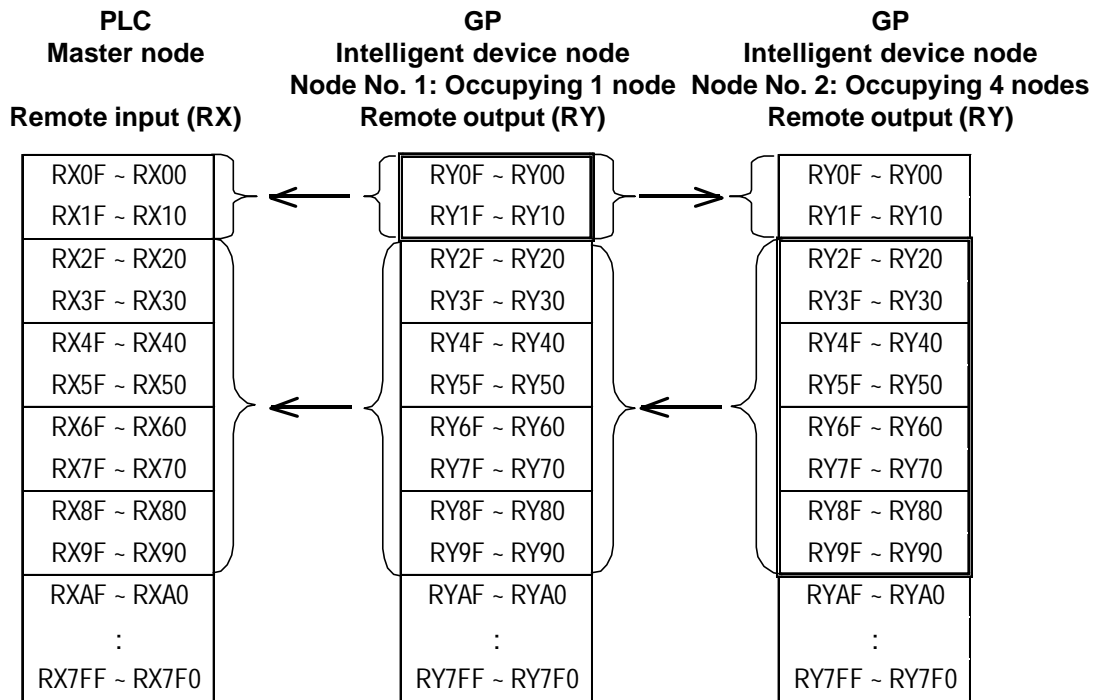 PLC
Master node
Remote input (RX)
RX0F ~ RX00
RX1F ~ RX10
RX2F ~ RX20
RX3F ~ RX30
RX4F ~ RX40
RX5F ~ RX50
RX6F ~ RX60
RX7F ~ RX70
RX8F ~ RX80
RX9F ~ RX90
RXAF ~ RXA0
:
RX7FF ~ RX7F0
GP
Intelligent device node
Node No. 1: Occupying 1 node
Remote output (RY)
RY0F ~ RY00
RY1F ~ RY10
RY2F ~ RY20
RY3F ~ RY30
RY4F ~ RY40
RY5F ~ RY50
RY6F ~ RY60
RY7F ~ RY70
RY8F ~ RY80
RY9F ~ RY90
RYAF ~ RYA0
:
RY7FF ~ RY7F0
GP
Intelligent device node
Node No. 2: Occupying 4 nodes
Remote output (RY)
RY0F ~ RY00
RY1F ~ RY10
RY2F ~ RY20
RY3F ~ RY30
RY4F ~ RY40
RY5F ~ RY50
RY6F ~ RY60
RY7F ~ RY70
RY8F ~ RY80
RY9F ~ RY90
RYAF ~ RYA0
:
RY7FF ~ RY7F0